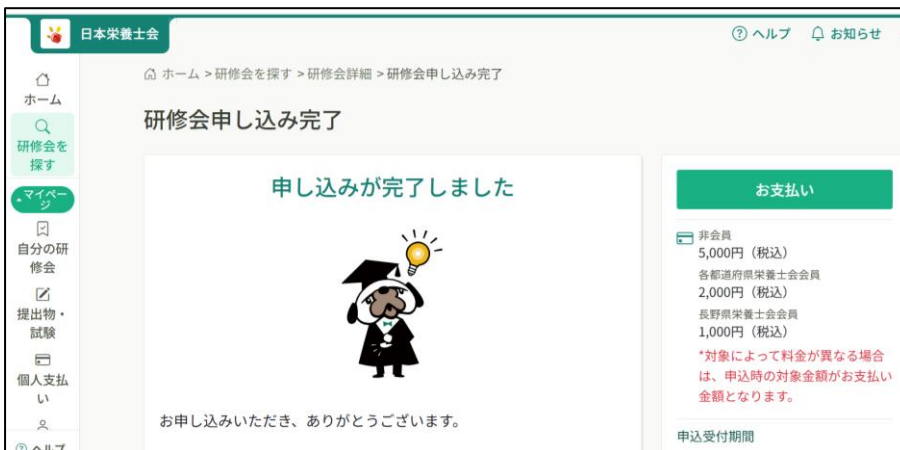 日本栄養士会
ヘルプ
お知らせ
ホーム
研修会を
探す
マイペー
ジ
自分の研
修会
提出物・
試験
個人支払
い
ヘルプ
ホーム > 研修会を探す > 研修会詳細 > 研修会申し込み完了
研修会申し込み完了
申し込みが完了しました
お申し込みいただき、ありがとうございます。
お支払い
非会員
5,000円（税込）
各都道府県栄養士会会員
2,000円（税込）
長野県栄養士会会員
1,000円（税込）
*対象によって料金が異なる場合
は、申込時の対象金額がお支払い
金額となります。
申込受付期間